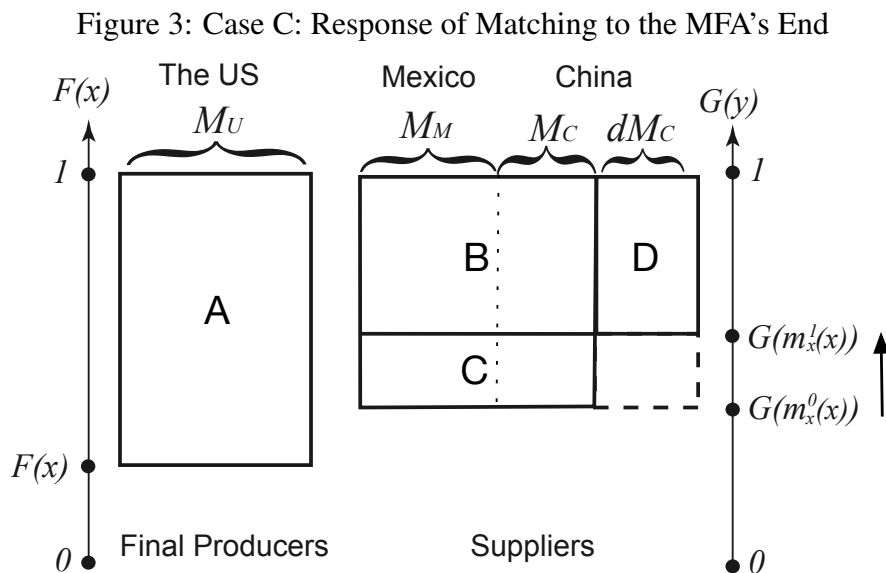 Figure 3: Case C: Response of Matching to the MFA's End
The US Mexico China
F(x) G(y)
M_U M_M M_C dM_C
1 1
B D
A
G(m_x^1(x))
C
G(m_x^0(x))
F(x)
Final Producers Suppliers
0 0